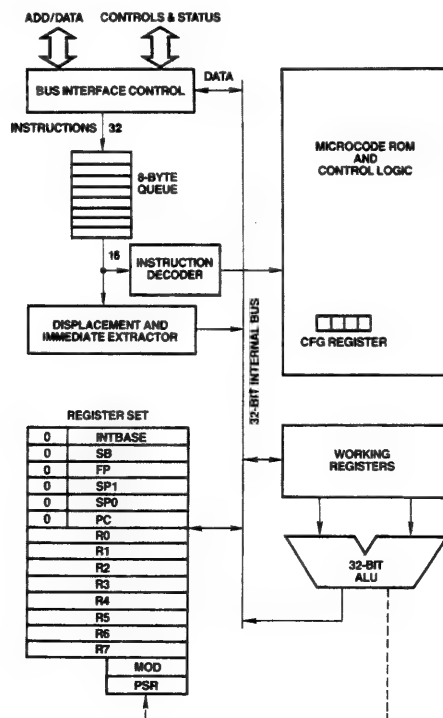 ADD/DATA
CONTROLS & STATUS
BUS INTERFACE CONTROL
DATA
INSTRUCTIONS
32
8-BYTE
QUEUE
16
INSTRUCTION
DECODER
DISPLACEMENT AND
IMMEDIATE EXTRACTOR
32-BIT INTERNAL BUS
MICROCODE ROM
AND
CONTROL LOGIC
CFG REGISTER
REGISTER SET
0 INTBASE
0 SB
0 FP
0 SP1
0 SP0
0 PC
R0
R1
R2
R3
R4
R5
R6
R7
MOD
PSR
WORKING
REGISTERS
32-BIT
ALU